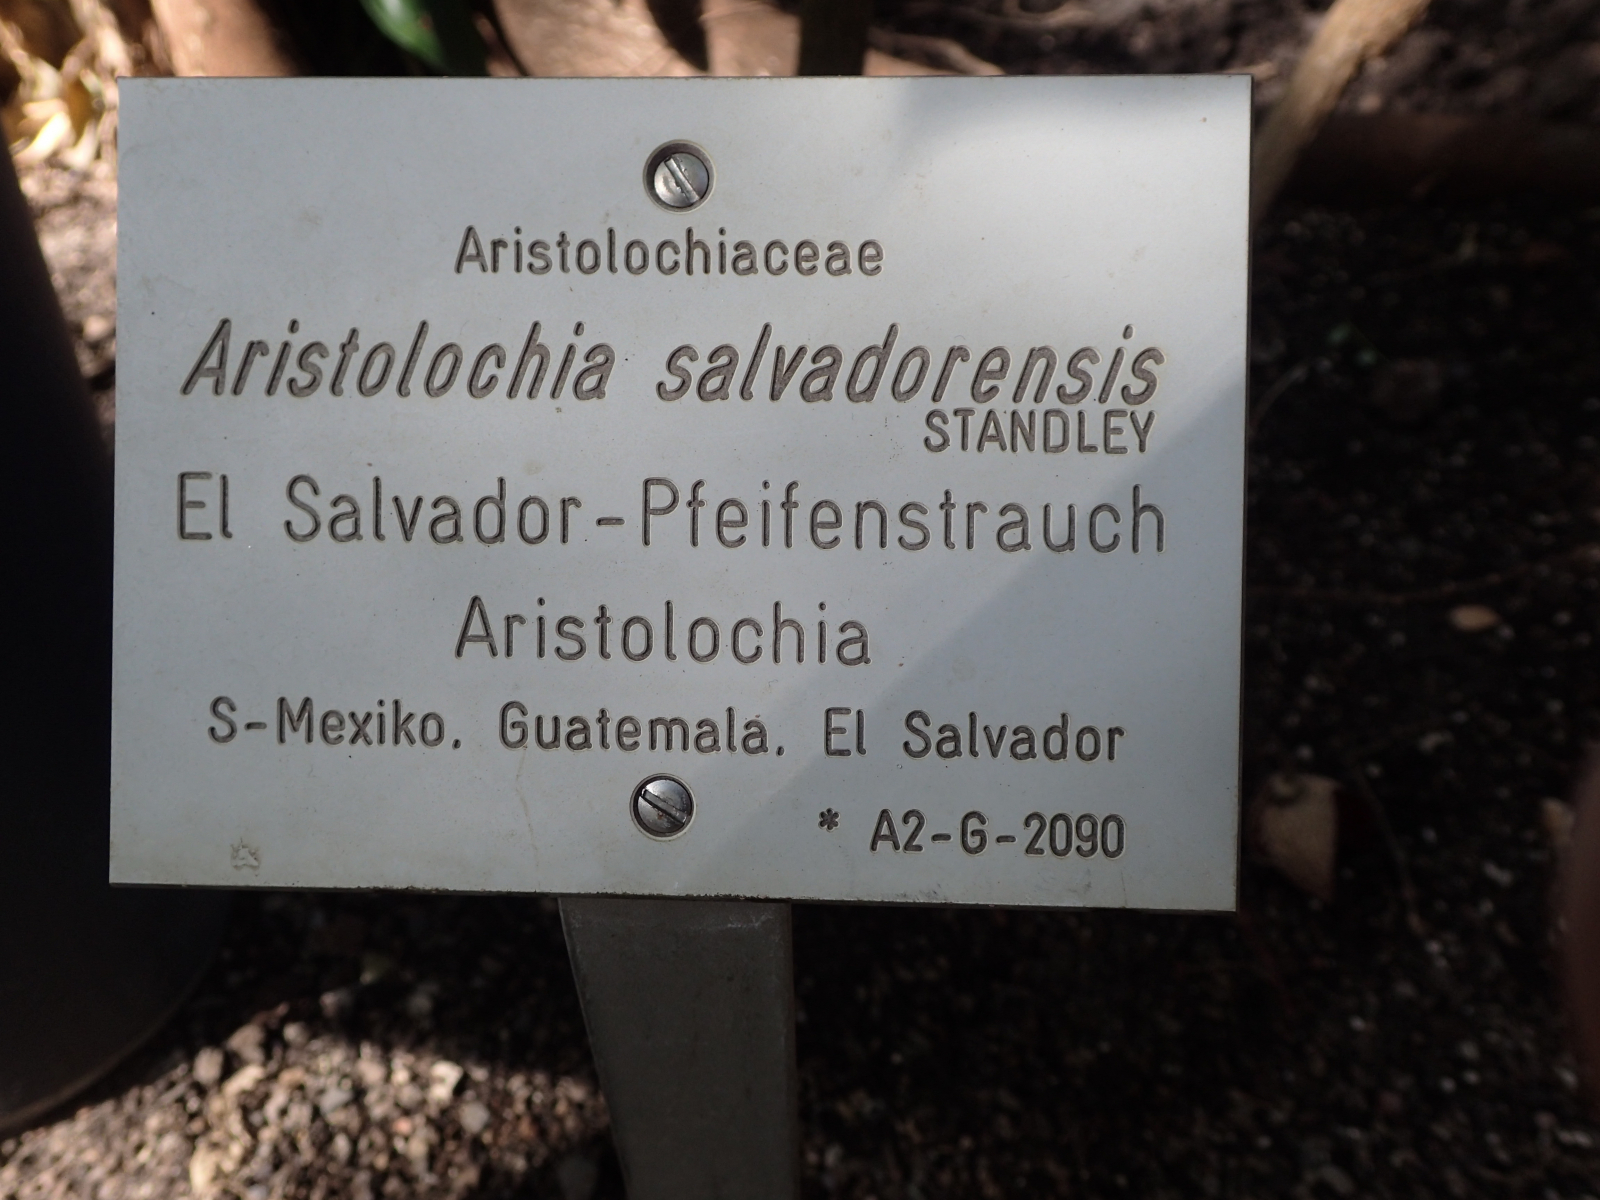 Aristolochiaceae
Aristolochia salvadorensis
STANDLEY
El Salvador-Pfeifenstrauch
Aristolochia
S-Mexiko, Guatemala, El Salvador
* A2-G-2090